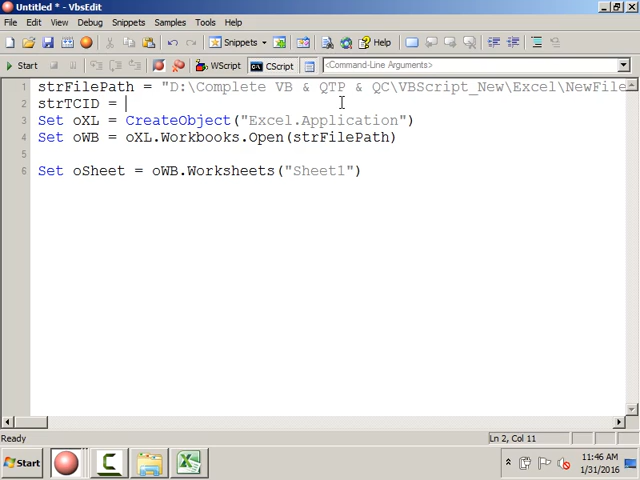 Untitled * - VbsEdit
File Edit View Debug Snippets Samples Tools Help
Snippets Help
Start WScript CScript <Command-Line Arguments>
1 strFilePath = "D:\Complete VB & QTP & QC\VBScript_New\Excel\NewFile
2 strTCID =
3 Set oXL = CreateObject("Excel.Application")
4 Set oWB = oXL.Workbooks.Open(strFilePath)
5
6 Set oSheet = oWB.Worksheets("Sheet1")
Ready Ln 2, Col 11
Start 11:46 AM
1/31/2016